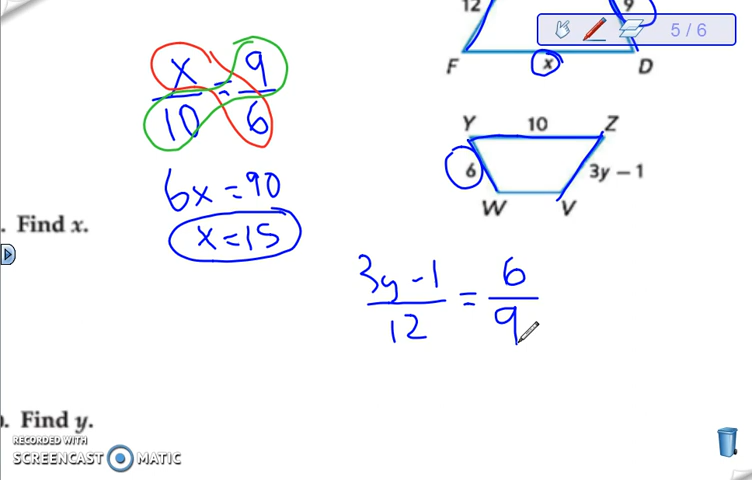 12
9
5 / 6
F
x
D
x/10 = 9/6
Y
10
Z
6
3y – 1
W
V
6x = 90
x = 15
. Find x.
3y - 1/12 = 6/9
. Find y.
RECORDED WITH
SCREENCAST MATIC